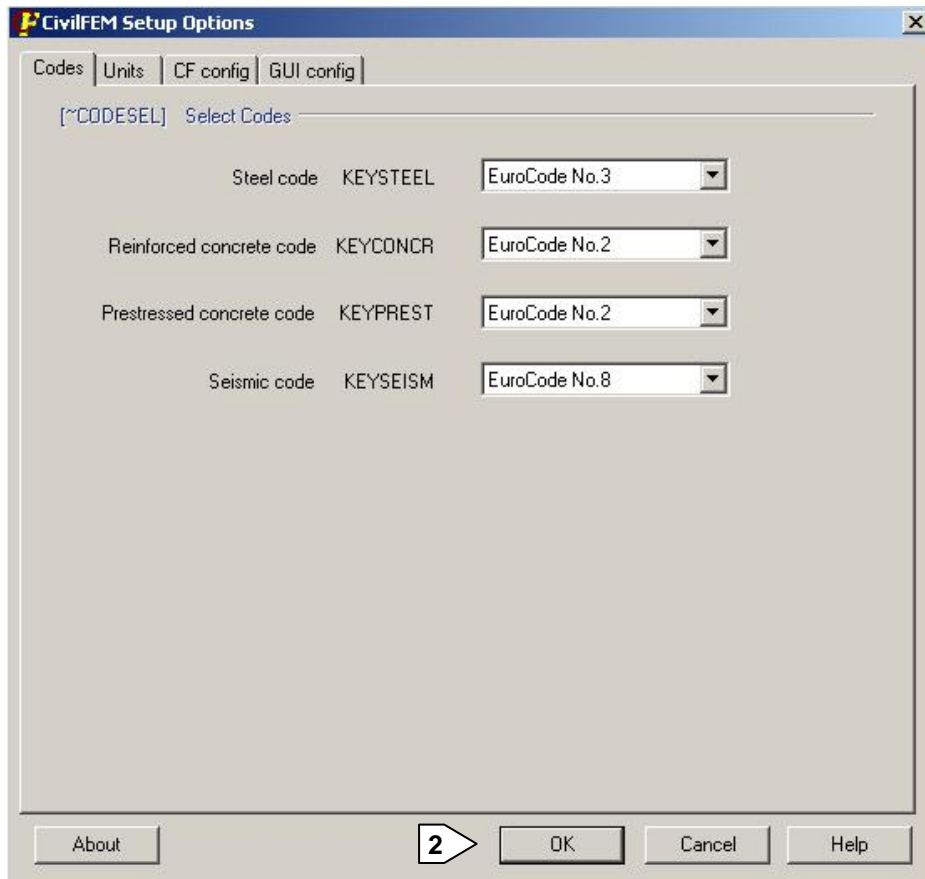 CivilFEM Setup Options
Codes Units CF config GUI config
[~CODESEL] Select Codes
Steel code KEYSTEEL EuroCode No.3
Reinforced concrete code KEYCONCR EuroCode No.2
Prestressed concrete code KEYPREST EuroCode No.2
Seismic code KEYSEISM EuroCode No.8
About 2 OK Cancel Help